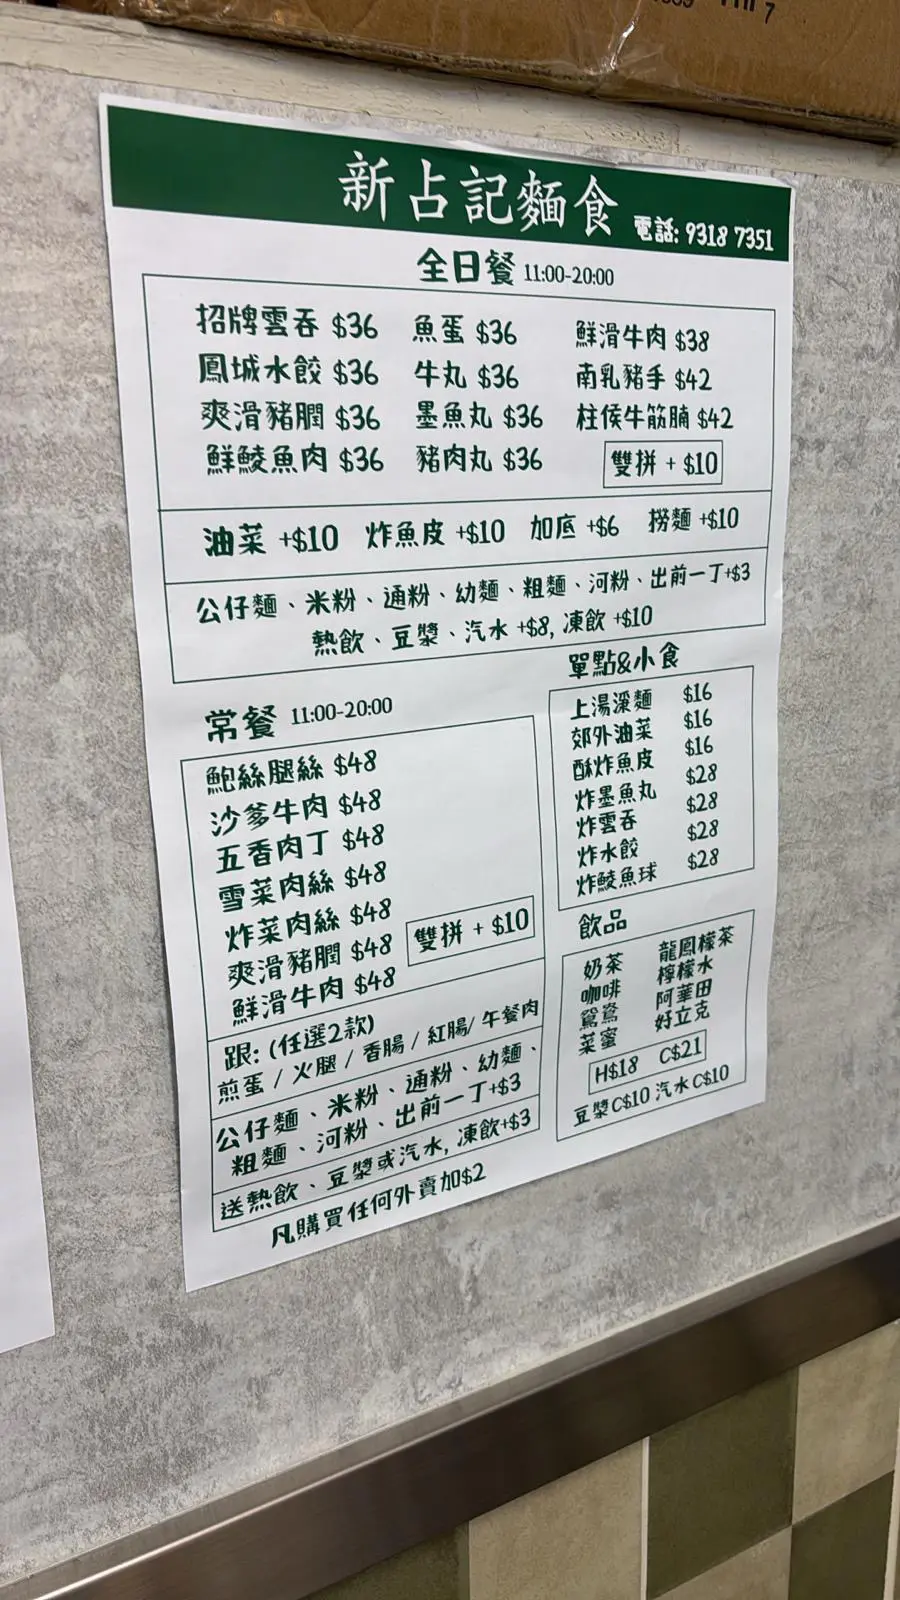 新占記麵食
電話: 9318 7351
全日餐 11:00-20:00
招牌雲吞 $36 魚蛋 $36 鮮滑牛肉 $38
鳳城水餃 $36 牛丸 $36 南乳豬手 $42
爽滑豬膶 $36 墨魚丸 $36 柱侯牛筋腩 $42
鮮鯪魚肉 $36 豬肉丸 $36 雙拼 + $10
油菜 +$10 炸魚皮 +$10 加底 +$6 撈麵 +$10
公仔麵、米粉、通粉、幼麵、粗麵、河粉、出前一丁+$3
熱飲、豆漿、汽水 +$8, 凍飲 +$10
常餐 11:00-20:00
鮑絲腿絲 $48
沙爹牛肉 $48
五香肉丁 $48
雪菜肉絲 $48
炸菜肉絲 $48
爽滑豬膶 $48
鮮滑牛肉 $48
雙拼 + $10
跟: (任選2款)
煎蛋 / 火腿 / 香腸 / 紅腸/ 午餐肉
公仔麵、米粉、通粉、幼麵、
粗麵、河粉、出前一丁+$3
送熱飲、豆漿或汽水, 凍飲+$3
凡購買任何外賣加$2
單點&小食
上湯淥麵 $16
郊外油菜 $16
酥炸魚皮 $16
炸墨魚丸 $28
炸雲吞 $28
炸水餃 $28
炸鯪魚球 $28
飲品
奶茶 龍鳳檬茶
咖啡 檸檬水
鴛鴦 阿華田
菜蜜 好立克
H$18 C$21
豆漿C$10 汽水 C$10